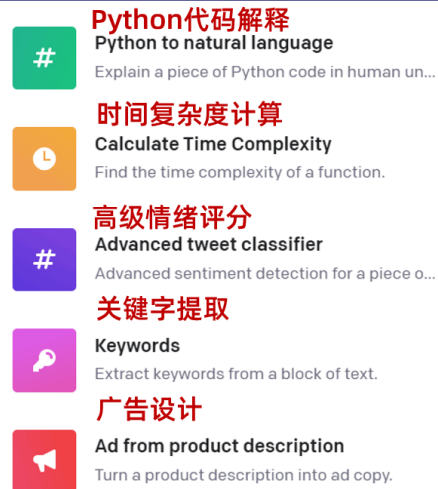 Python代码解释
Python to natural language
Explain a piece of Python code in human un...
时间复杂度计算
Calculate Time Complexity
Find the time complexity of a function.
高级情绪评分
Advanced tweet classifier
Advanced sentiment detection for a piece o...
关键字提取
Keywords
Extract keywords from a block of text.
广告设计
Ad from product description
Turn a product description into ad copy.